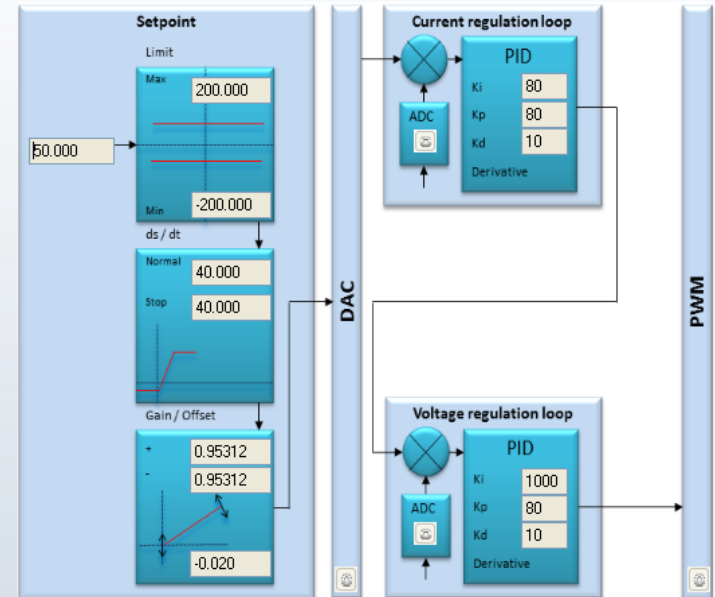 Setpoint
Limit
Max
200.000
50.000
Min
-200.000
ds / dt
Normal
40.000
Stop
40.000
Gain / Offset
+
0.95312
-
0.95312
-0.020
DAC
Current regulation loop
PID
Ki
80
ADC
Kp
80
Kd
10
Derivative
Voltage regulation loop
PID
Ki
1000
ADC
Kp
80
Kd
10
Derivative
PWM